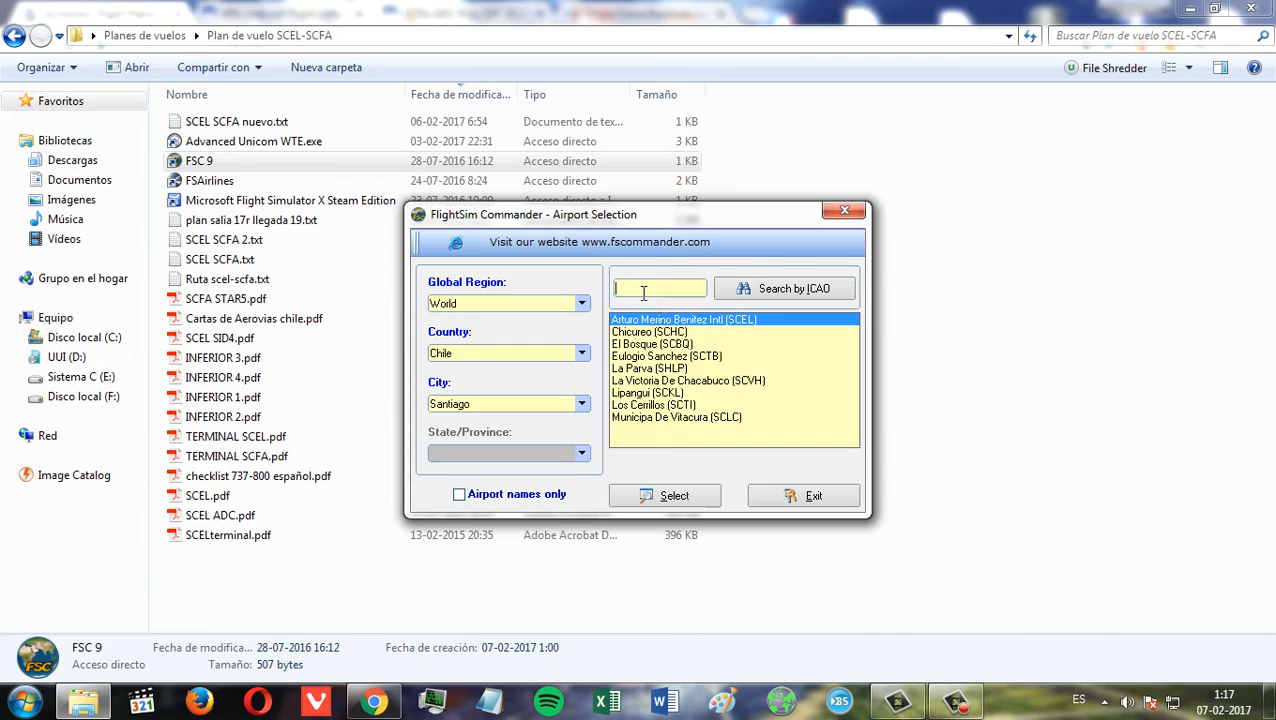 Planes de vuelos
Plan de vuelo SCEL-SCFA
Buscar Plan de vuelo SCEL-SCFA
Organizar
Abrir
Compartir con
Nueva carpeta
File Shredder
Favoritos
Bibliotecas
Descargas
Documentos
Imágenes
Música
Vídeos
Grupo en el hogar
Equipo
Disco local (C:)
UUI (D:)
Sistema C (E:)
Disco local (F:)
Red
Image Catalog
Nombre
Fecha de modifica...
Tipo
Tamaño
SCEL SCFA nuevo.txt
06-02-2017 6:54
Documento de tex...
1 KB
Advanced Unicom WTE.exe
03-02-2017 22:31
Acceso directo
3 KB
FSC 9
28-07-2016 16:12
Acceso directo
1 KB
FSAirlines
24-07-2016 8:24
Acceso directo
2 KB
Microsoft Flight Simulator X Steam Edition
plan salia 17r llegada 19.txt
SCEL SCFA 2.txt
SCEL SCFA.txt
Ruta scel-scfa.txt
SCFA STAR5.pdf
Cartas de Aerovias chile.pdf
SCEL SID4.pdf
INFERIOR 3.pdf
INFERIOR 4.pdf
INFERIOR 1.pdf
INFERIOR 2.pdf
TERMINAL SCEL.pdf
TERMINAL SCFA.pdf
checklist 737-800 español.pdf
SCEL.pdf
SCEL ADC.pdf
SCELterminal.pdf
13-02-2015 20:35
Adobe Acrobat D...
396 KB
FlightSim Commander - Airport Selection
Visit our website www.fscommander.com
Global Region:
World
Country:
Chile
City:
Santiago
State/Province:
Airport names only
Search by ICAO
Arturo Merino Benitez Intl (SCEL)
Chicureo (SCHC)
El Bosque (SCBQ)
Eulogio Sanchez (SCTB)
La Parva (SHLP)
La Victoria De Chacabuco (SCVH)
Lipangui (SCKL)
Los Cerrillos (SCTI)
Municipa De Vitacura (SCLC)
Select
Exit
FSC
FSC 9
Acceso directo
Fecha de modifica... 28-07-2016 16:12
Tamaño: 507 bytes
Fecha de creación: 07-02-2017 1:00
321
BS
ES
1:17
07-02-2017